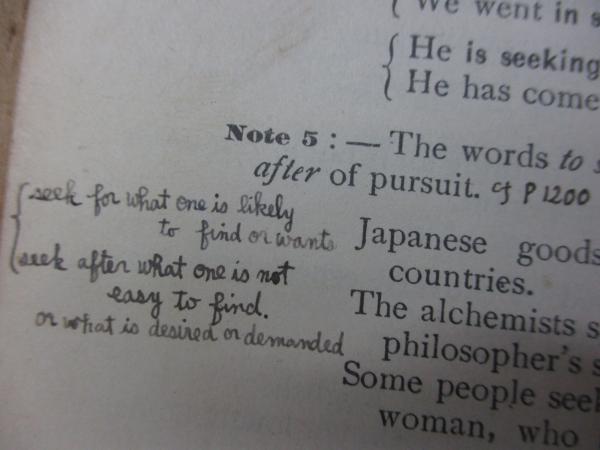 We went in
He is seeking
He has come
Note 5 : — The words to
after of pursuit. cf P 1200
seek for what one is likely
to find or wants
Japanese goods
seek after what one is not
countries.
easy to find.
The alchemists
or what is desired or demanded
philosopher's
Some people seek
woman, who